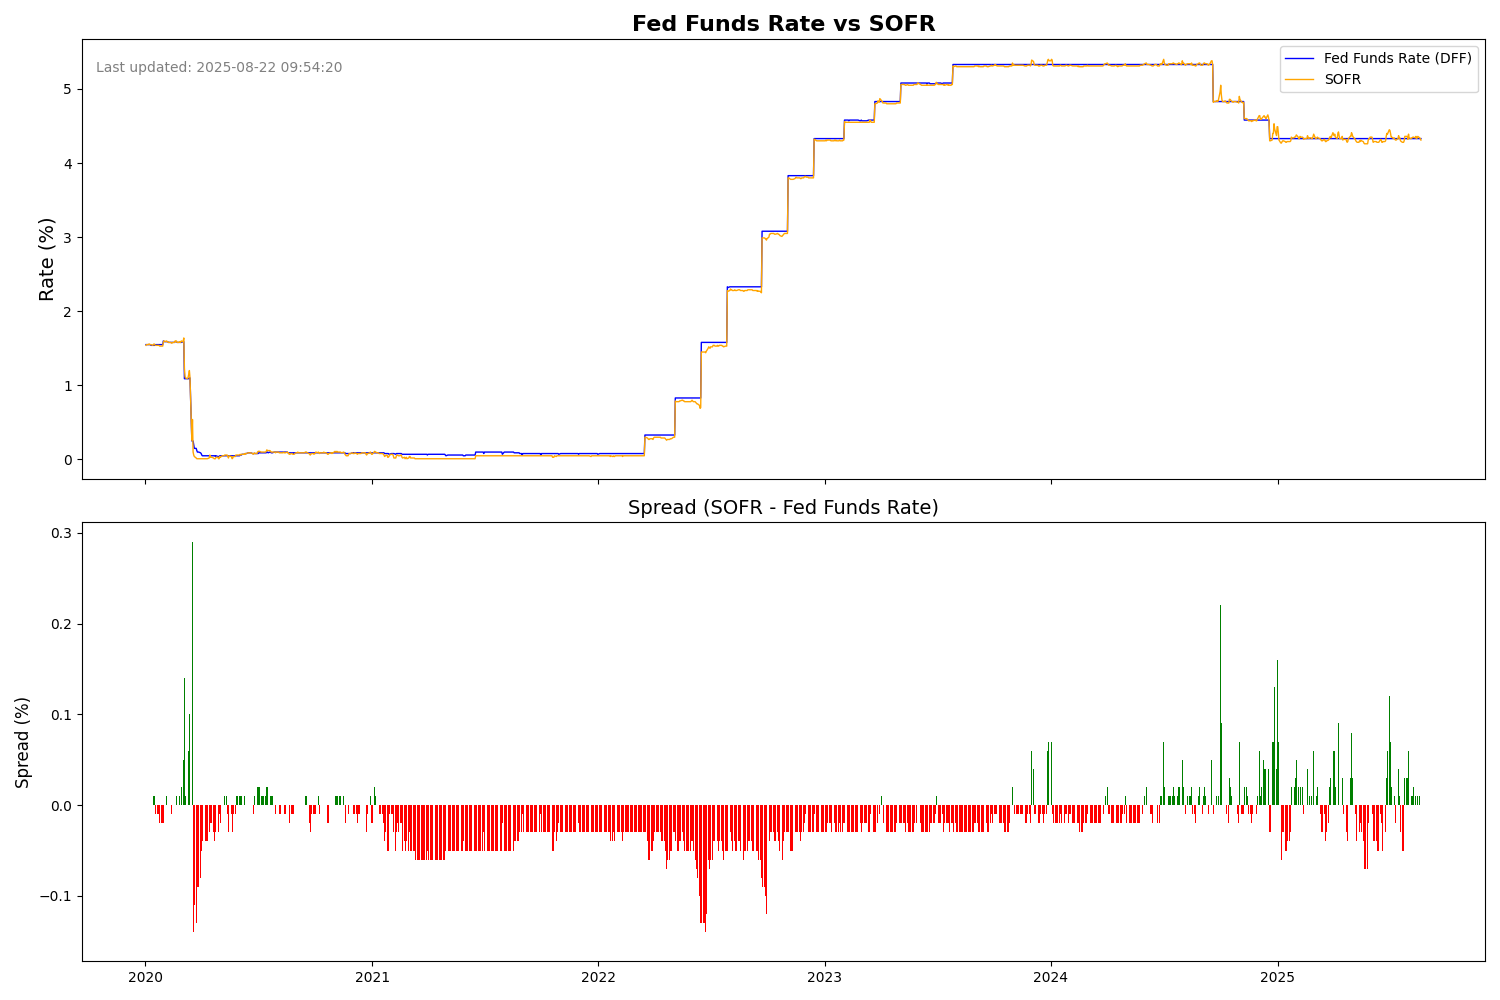 Fed Funds Rate vs SOFR
Last updated: 2025-08-22 09:54:20
Fed Funds Rate (DFF)
SOFR
Rate (%)
5
4
3
2
1
0
Spread (SOFR - Fed Funds Rate)
Spread (%)
0.3
0.2
0.1
0.0
−0.1
2020
2021
2022
2023
2024
2025